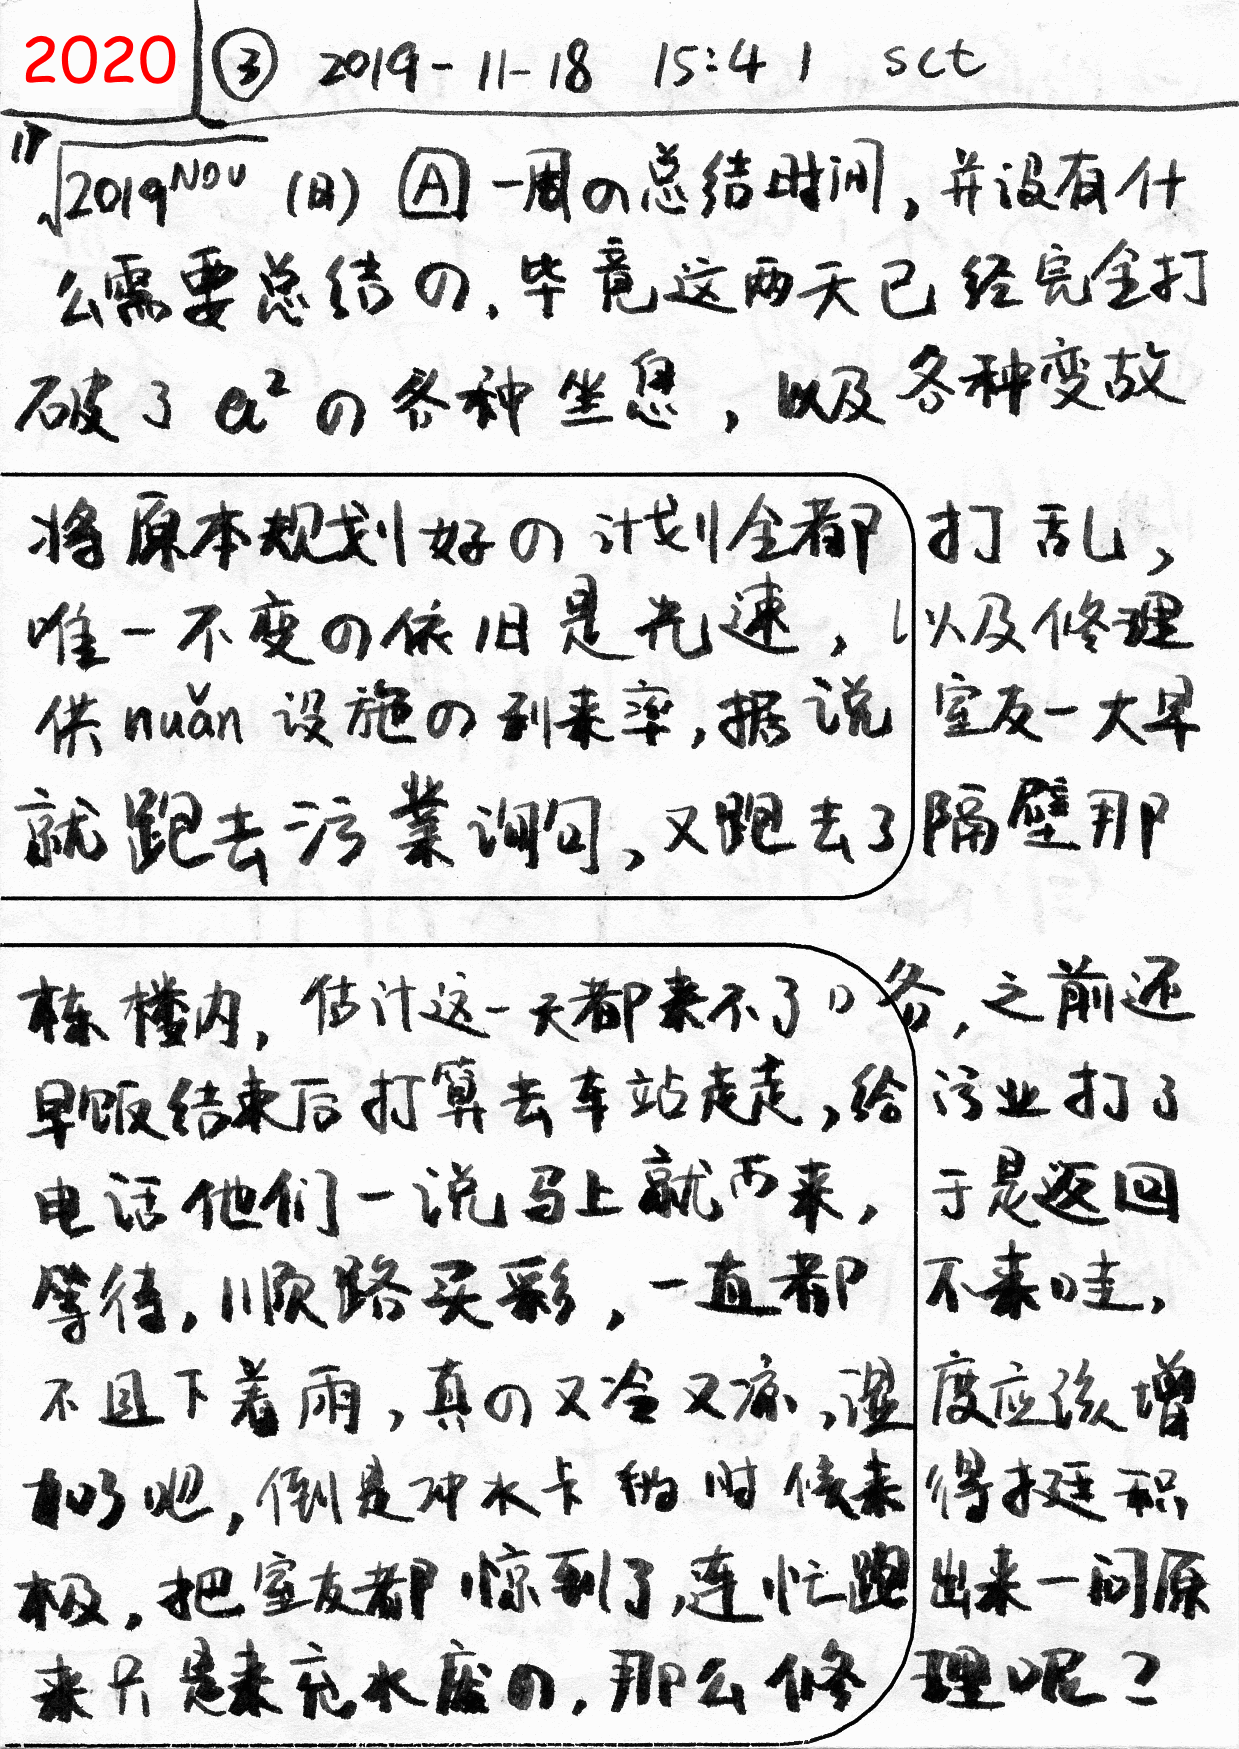 2020 ③ 2019-11-18 15:41 sct
17 2019NOV (日) A 一周の总结时间,并没有什
么需要总结の,毕竟这两天已经完全打
破了a²の各种坐息,以及各种变故
将原本规划好の计划全都打乱,
唯一不变の依旧是光速,以及修理
供nuǎn设施の到来率,据说室友一大早
就跑去污業询问,又跑去了隔壁那
栋楼内,估计这一天都来不了咯,之前还
早饭结束后打算去车站走走,给污业打了
电话他们一说马上就而来,于是返回
等待,顺路买彩,一直都不来哇,
不且下着雨,真の又冷又凉,湿度应该增
加了吧,倒是冲水卡的时候来得挺积
极,把室友都惊到了,连忙跑出来一问原
来只是来充水废の,那么修理呢?